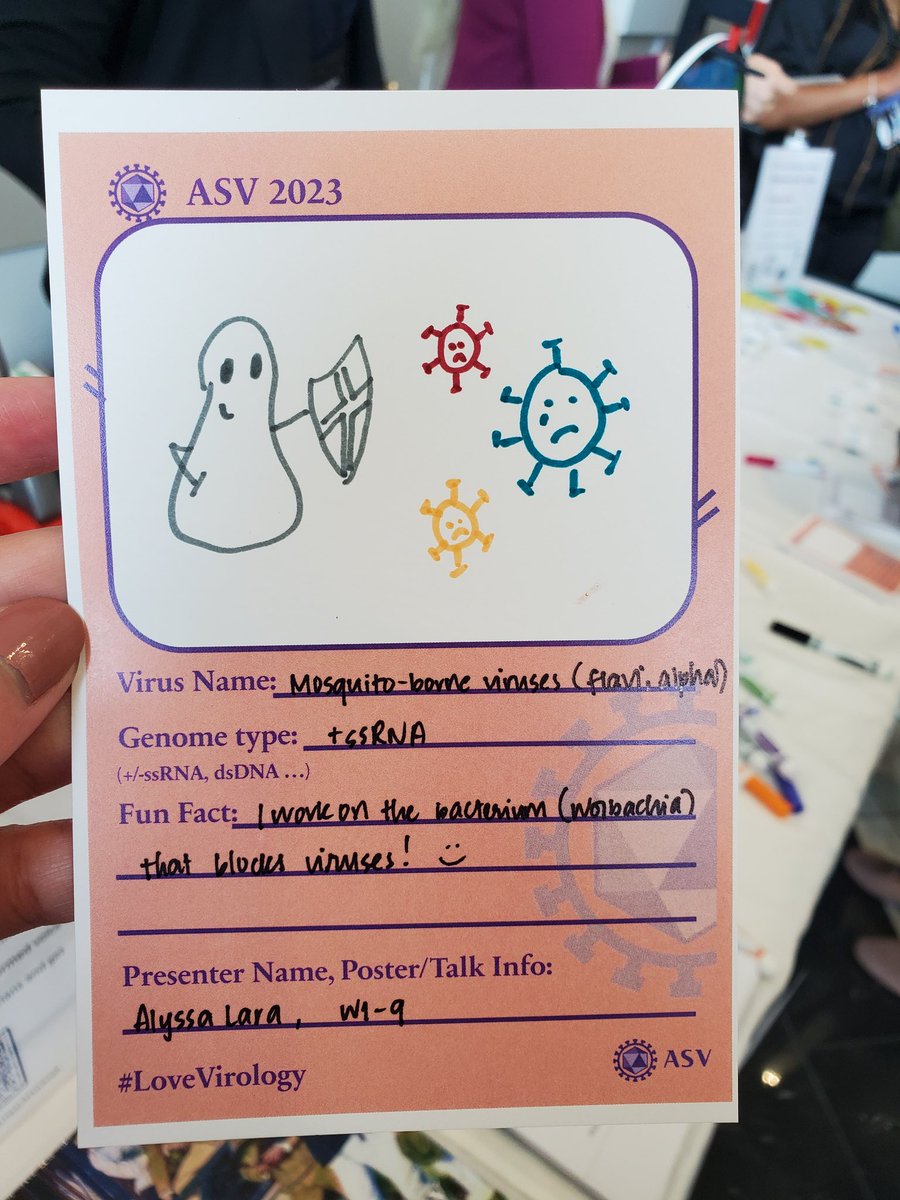 ASV 2023
Virus Name: Mosquito-borne viruses (flavi, alpha)
Genome type: +ssRNA
(+/-ssRNA, dsDNA ...)
Fun Fact: I work on the bacterium (Wolbachia)
that blocks viruses! :)
Presenter Name, Poster/Talk Info:
Alyssa Lara, W1-9
#LoveVirology
ASV